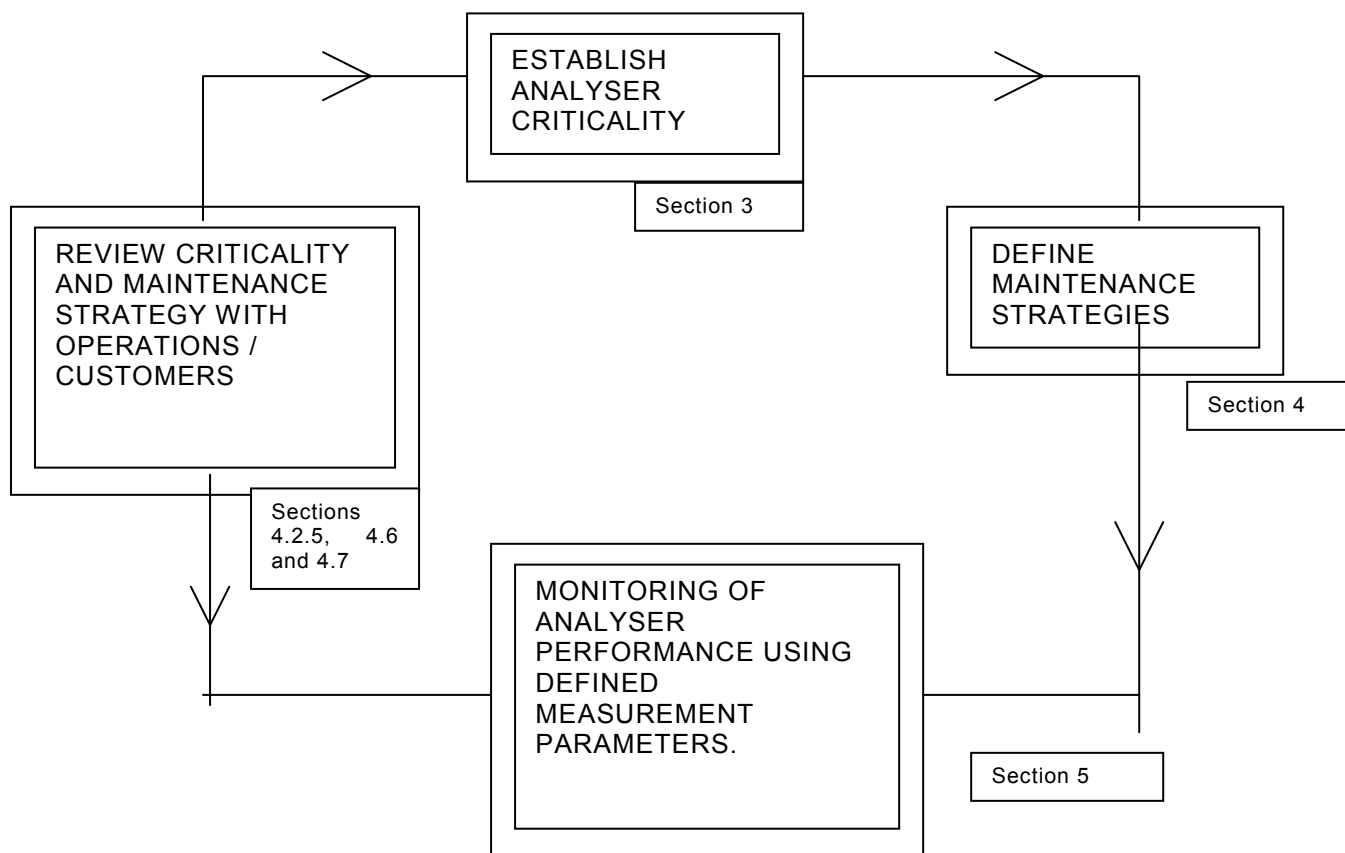 ESTABLISH
ANALYSER
CRITICALITY
Section 3
REVIEW CRITICALITY
AND MAINTENANCE
STRATEGY WITH
OPERATIONS /
CUSTOMERS
Sections
4.2.5, 4.6
and 4.7
DEFINE
MAINTENANCE
STRATEGIES
Section 4
MONITORING OF
ANALYSER
PERFORMANCE USING
DEFINED
MEASUREMENT
PARAMETERS.
Section 5